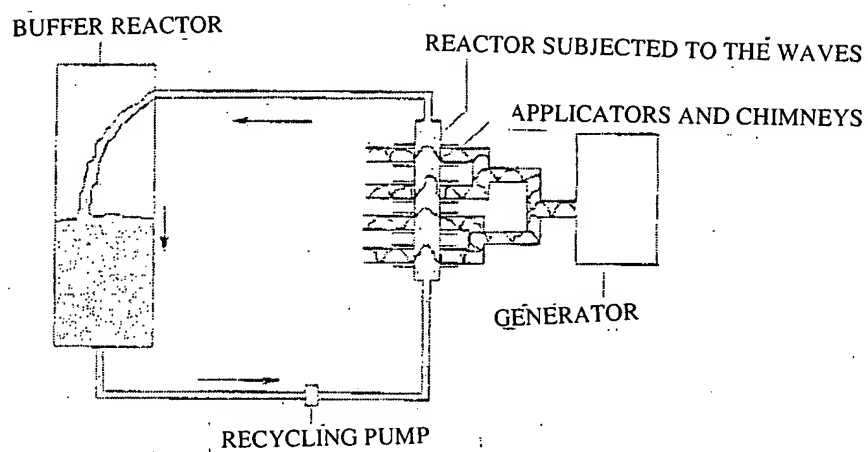 BUFFER REACTOR
REACTOR SUBJECTED TO THE WAVES
APPLICATORS AND CHIMNEYS
GENERATOR
RECYCLING PUMP